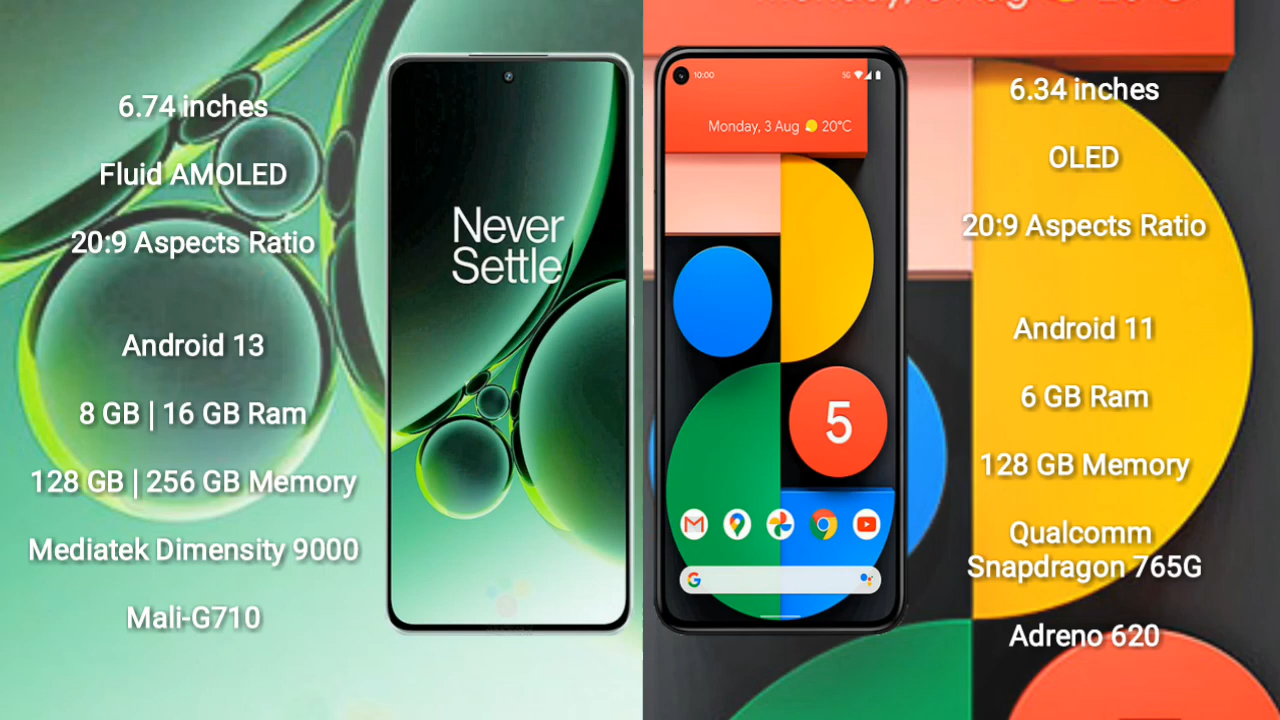 6.74 inches
Fluid AMOLED
20:9 Aspects Ratio
Android 13
8 GB | 16 GB Ram
128 GB | 256 GB Memory
Mediatek Dimensity 9000
Mali-G710
Never
Settle
10:00
5G
Monday, 3 Aug 20°C
5
6.34 inches
OLED
20:9 Aspects Ratio
Android 11
6 GB Ram
128 GB Memory
Qualcomm
Snapdragon 765G
Adreno 620